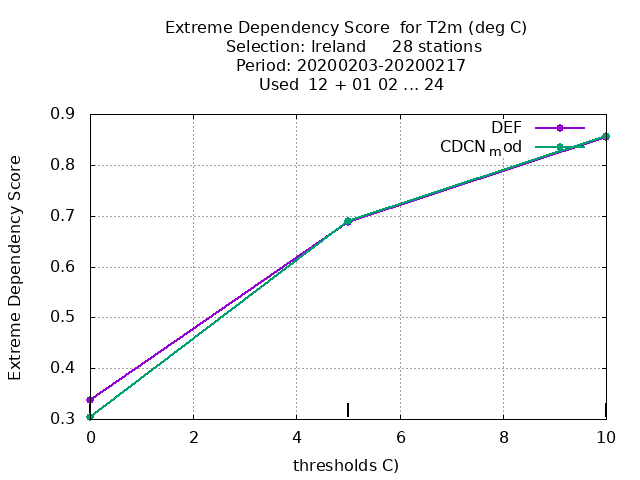 Extreme Dependency Score  for T2m (deg C)
Selection: Ireland     28 stations
Period: 20200203-20200217
Used  12 + 01 02 ... 24
DEF
CDCN_mod
Extreme Dependency Score
0.9
0.8
0.7
0.6
0.5
0.4
0.3
0 2 4 6 8 10
thresholds C)